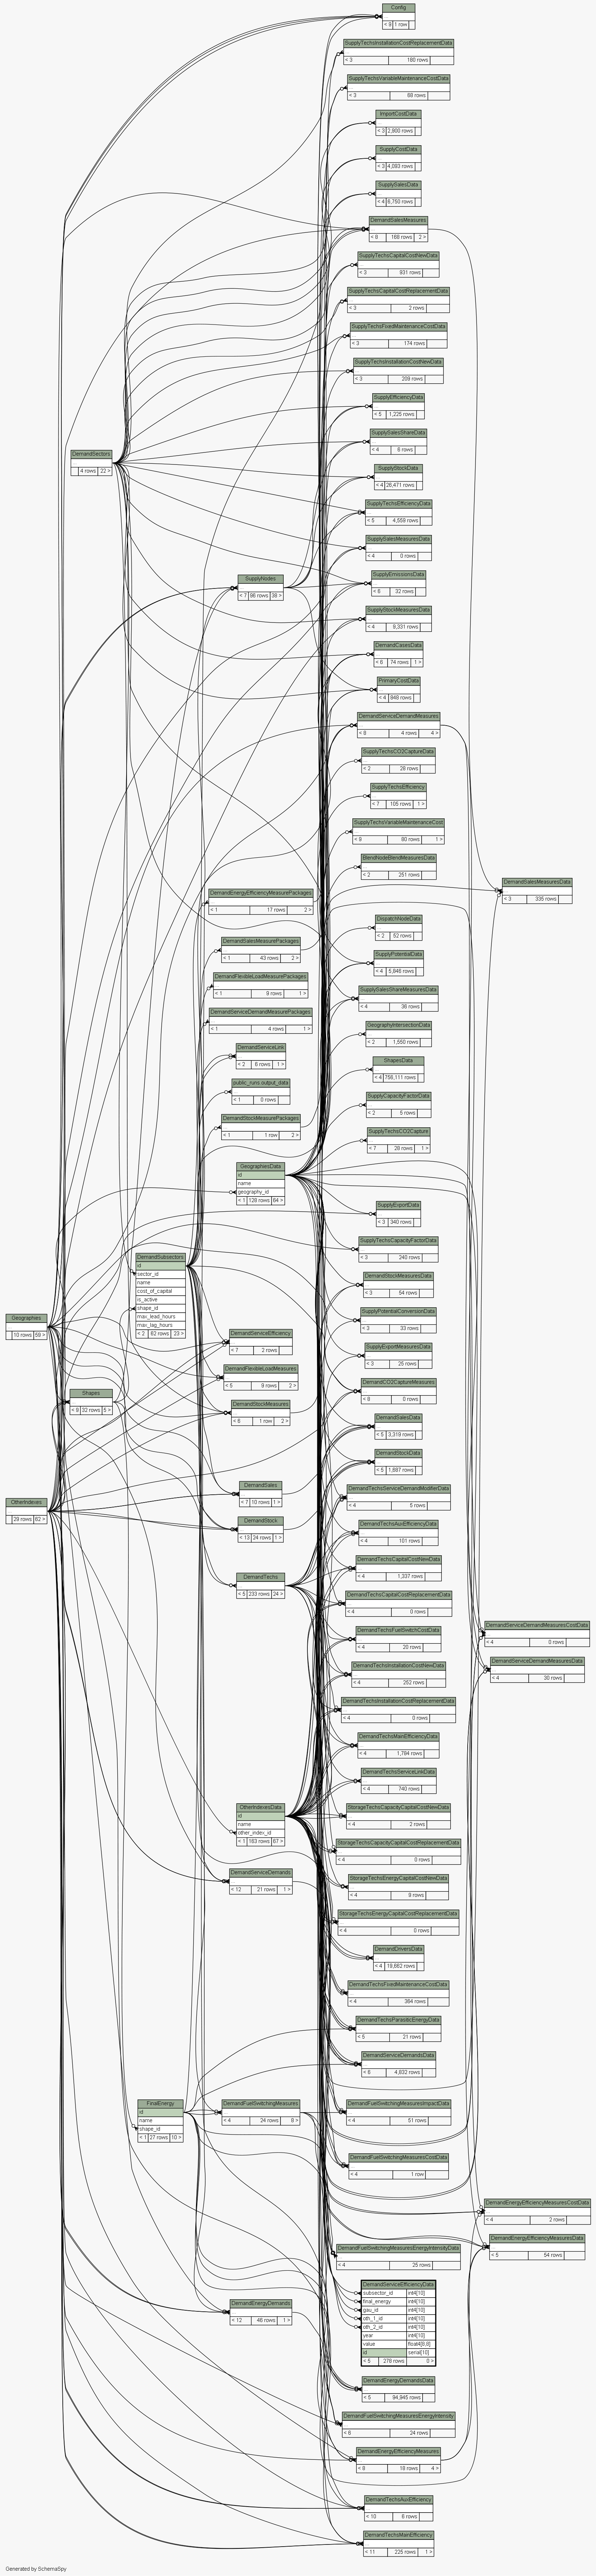 Config
...
< 9 1 row
SupplyTechsInstallationCostReplacementData
...
< 3 180 rows
SupplyTechsVariableMaintenanceCostData
...
< 3 68 rows
ImportCostData
...
< 3 2,800 rows
SupplyCostData
...
< 3 4,083 rows
SupplySalesData
...
< 4 6,750 rows
DemandSalesMeasures
...
< 8 168 rows 2 >
SupplyTechsCapitalCostNewData
...
< 3 931 rows
SupplyTechsCapitalCostReplacementData
...
< 3 2 rows
SupplyTechsFixedMaintenanceCostData
...
< 3 174 rows
SupplyTechsInstallationCostNewData
...
< 3 209 rows
SupplyEfficiencyData
...
< 5 1,225 rows
SupplySalesShareData
...
< 4 6 rows
DemandSectors
...
4 rows 22 >
SupplyStockData
...
< 4 26,471 rows
SupplyTechsEfficiencyData
...
< 5 4,559 rows
SupplySalesMeasuresData
...
< 4 0 rows
SupplyNodes
...
< 7 96 rows 38 >
SupplyEmissionsData
...
< 6 32 rows
SupplyStockMeasuresData
...
< 4 9,331 rows
DemandCasesData
...
< 6 74 rows 1 >
PrimaryCostData
...
< 4 948 rows
DemandServiceDemandMeasures
...
< 8 4 rows 4 >
SupplyTechsCO2CaptureData
...
< 2 28 rows
SupplyTechsEfficiency
...
< 7 105 rows 1 >
SupplyTechsVariableMaintenanceCost
...
< 9 80 rows 1 >
BlendNodeBlendMeasuresData
...
< 2 251 rows
DemandSalesMeasuresData
...
< 3 335 rows
DemandEnergyEfficiencyMeasurePackages
...
< 1 17 rows 2 >
DispatchNodeData
...
< 2 52 rows
DemandSalesMeasurePackages
...
< 1 43 rows 2 >
SupplyPotentialData
...
< 4 5,846 rows
DemandFlexibleLoadMeasurePackages
...
< 1 9 rows 1 >
SupplySalesShareMeasuresData
...
< 4 36 rows
DemandServiceDemandMeasurePackages
...
< 1 4 rows 1 >
GeographyIntersectionData
...
< 2 1,550 rows
DemandServiceLink
...
< 2 6 rows 1 >
ShapesData
...
< 4 756,111 rows
public_runs.output_data
...
< 1 0 rows
SupplyCapacityFactorData
...
< 2 5 rows
DemandStockMeasurePackages
...
< 1 1 row 2 >
SupplyTechsCO2Capture
...
< 7 28 rows 1 >
GeographiesData
id
name
geography_id
< 1 128 rows 64 >
SupplyExportData
...
< 3 340 rows
SupplyTechsCapacityFactorData
...
< 3 240 rows
DemandSubsectors
id
sector_id
name
cost_of_capital
is_active
shape_id
max_lead_hours
max_lag_hours
< 2 62 rows 23 >
DemandStockMeasuresData
...
< 3 54 rows
Geographies
...
10 rows 59 >
SupplyPotentialConversionData
...
< 3 33 rows
DemandServiceEfficiency
...
< 7 2 rows
SupplyExportMeasuresData
...
< 3 25 rows
DemandFlexibleLoadMeasures
...
< 5 9 rows 2 >
DemandCO2CaptureMeasures
...
< 8 0 rows
Shapes
...
< 8 32 rows 5 >
DemandStockMeasures
...
< 6 1 row 2 >
DemandSalesData
...
< 5 3,319 rows
DemandStockData
...
< 5 1,687 rows
DemandSales
...
< 7 10 rows 1 >
DemandTechsServiceDemandModifierData
...
< 4 5 rows
OtherIndexes
...
29 rows 62 >
DemandStock
...
< 13 24 rows 1 >
DemandTechsAuxEfficiencyData
...
< 4 101 rows
DemandTechsCapitalCostNewData
...
< 4 1,337 rows
DemandTechs
...
< 5 233 rows 24 >
DemandTechsCapitalCostReplacementData
...
< 4 0 rows
DemandTechsFuelSwitchCostData
...
< 4 20 rows
DemandServiceDemandMeasuresCostData
...
< 4 0 rows
DemandTechsInstallationCostNewData
...
< 4 252 rows
DemandServiceDemandMeasuresData
...
< 4 30 rows
DemandTechsInstallationCostReplacementData
...
< 4 0 rows
DemandTechsMainEfficiencyData
...
< 4 1,784 rows
DemandTechsServiceLinkData
...
< 4 740 rows
OtherIndexesData
id
name
other_index_id
< 1 163 rows 67 >
StorageTechsCapacityCapitalCostNewData
...
< 4 2 rows
StorageTechsCapacityCapitalCostReplacementData
...
< 4 0 rows
DemandServiceDemands
...
< 12 21 rows 1 >
StorageTechsEnergyCapitalCostNewData
...
< 4 9 rows
StorageTechsEnergyCapitalCostReplacementData
...
< 4 0 rows
DemandDriversData
...
< 4 19,662 rows
DemandTechsFixedMaintenanceCostData
...
< 4 384 rows
DemandTechsParasiticEnergyData
...
< 5 21 rows
DemandServiceDemandsData
...
< 6 4,832 rows
FinalEnergy
id
name
shape_id
< 1 27 rows 10 >
DemandFuelSwitchingMeasures
...
< 4 24 rows 9 >
DemandFuelSwitchingMeasuresImpactData
...
< 4 51 rows
DemandFuelSwitchingMeasuresCostData
...
< 4 1 row
DemandEnergyEfficiencyMeasuresCostData
...
< 4 2 rows
DemandEnergyEfficiencyMeasuresData
...
< 5 54 rows
DemandFuelSwitchingMeasuresEnergyIntensityData
...
< 4 25 rows
DemandServiceEfficiencyData
subsector_id int4[10]
final_energy int4[10]
gau_id int4[10]
oth_1_id int4[10]
oth_2_id int4[10]
year int4[10]
value float4[8,8]
id serial[10]
< 5 278 rows 0 >
DemandEnergyDemands
...
< 12 46 rows 1 >
DemandEnergyDemandsData
...
< 5 94,945 rows
DemandFuelSwitchingMeasuresEnergyIntensity
...
< 6 24 rows
DemandEnergyEfficiencyMeasures
...
< 8 18 rows 4 >
DemandTechsAuxEfficiency
...
< 10 6 rows
DemandTechsMainEfficiency
...
< 11 225 rows 1 >
Generated by SchemaSpy